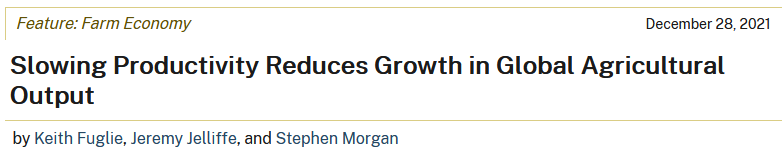 Feature: Farm Economy
December 28, 2021
Slowing Productivity Reduces Growth in Global Agricultural
Output
by Keith Fuglie, Jeremy Jelliffe, and Stephen Morgan